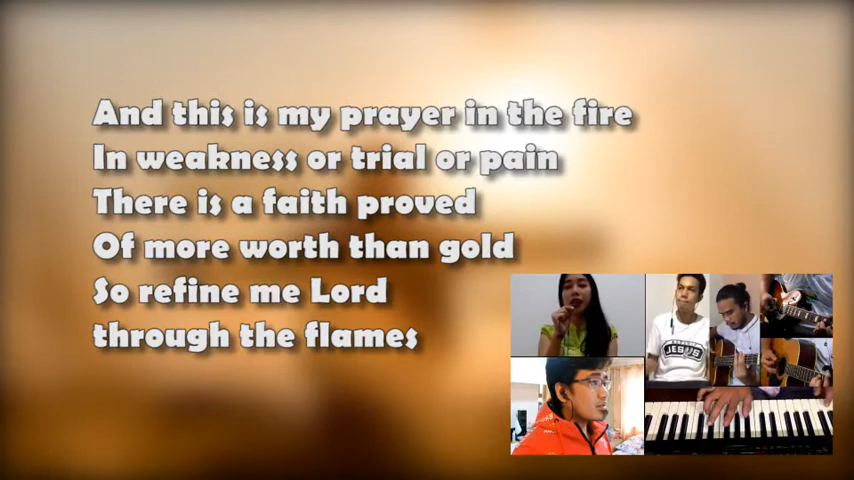 And this is my prayer in the fire
In weakness or trial or pain
There is a faith proved
Of more worth than gold
So refine me Lord
through the flames
JESUS